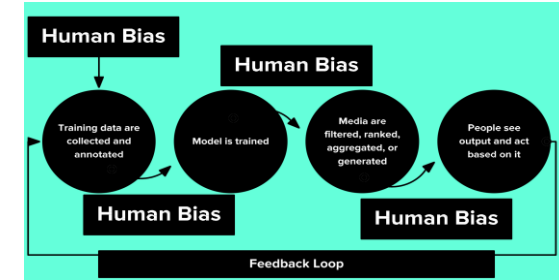 Human Bias
Human Bias
Training data are
collected and
annotated
Model is trained
Media are
filtered, ranked,
aggregated, or
generated
People see
output and act
based on it
Human Bias
Human Bias
Feedback Loop